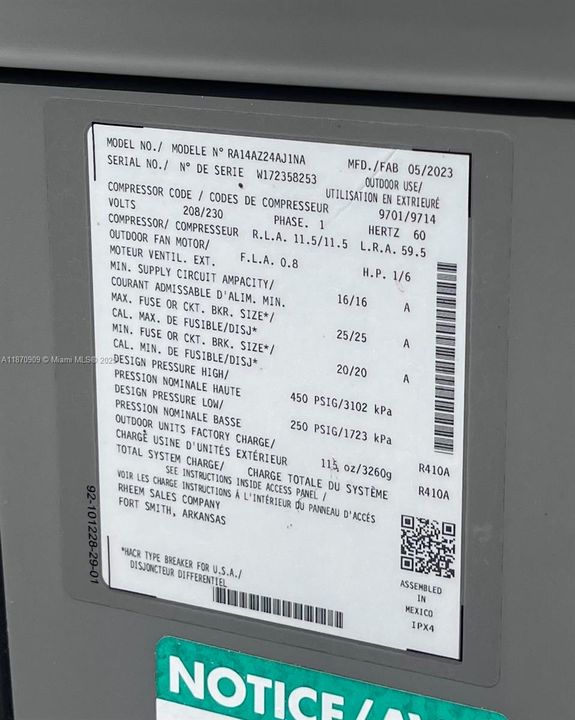 MODEL NO./ MODELE N° RA14AZ24AJ1NA MFD./FAB 05/2023
SERIAL NO./ N° DE SERIE W172358253 OUTDOOR USE/
UTILISATION EN EXTRIEURÉ
COMPRESSOR CODE / CODES DE COMPRESSEUR 9701/9714
VOLTS 208/230 PHASE. 1 HERTZ 60
COMPRESSOR/ COMPRESSEUR R.L.A. 11.5/11.5 L.R.A. 59.5
OUTDOOR FAN MOTOR/
MOTEUR VENTIL. EXT. F.L.A. 0.8 H.P. 1/6
MIN. SUPPLY CIRCUIT AMPACITY/
COURANT ADMISSABLE D'ALIM. MIN. 16/16 A
MAX. FUSE OR CKT. BRK. SIZE*/
CAL. MAX. DE FUSIBLE/DISJ* 25/25 A
MIN. FUSE OR CKT. BRK. SIZE*/
CAL. MIN. DE FUSIBLE/DISJ* 20/20 A
DESIGN PRESSURE HIGH/
PRESSION NOMINALE HAUTE 450 PSIG/3102 kPa
DESIGN PRESSURE LOW/
PRESSION NOMINALE BASSE 250 PSIG/1723 kPa
OUTDOOR UNITS FACTORY CHARGE/
CHARGE USINE D'UNITÉS EXTÉRIEUR 115 oz/3260g R410A
TOTAL SYSTEM CHARGE/ CHARGE TOTALE DU SYSTÈME R410A
SEE INSTRUCTIONS INSIDE ACCESS PANEL /
VOIR LES CHARGE INSTRUCTIONS À L'INTÉRIEUR DU PANNEAU D'ACCÉS
RHEEM SALES COMPANY
FORT SMITH, ARKANSAS
*HACR TYPE BREAKER FOR U.S.A./
DISJONCTEUR DIFFERENTIEL
ASSEMBLED
IN
MEXICO
IPX4
92-101228-29-01
NOTICE/
A11870909 © Miami MLS®